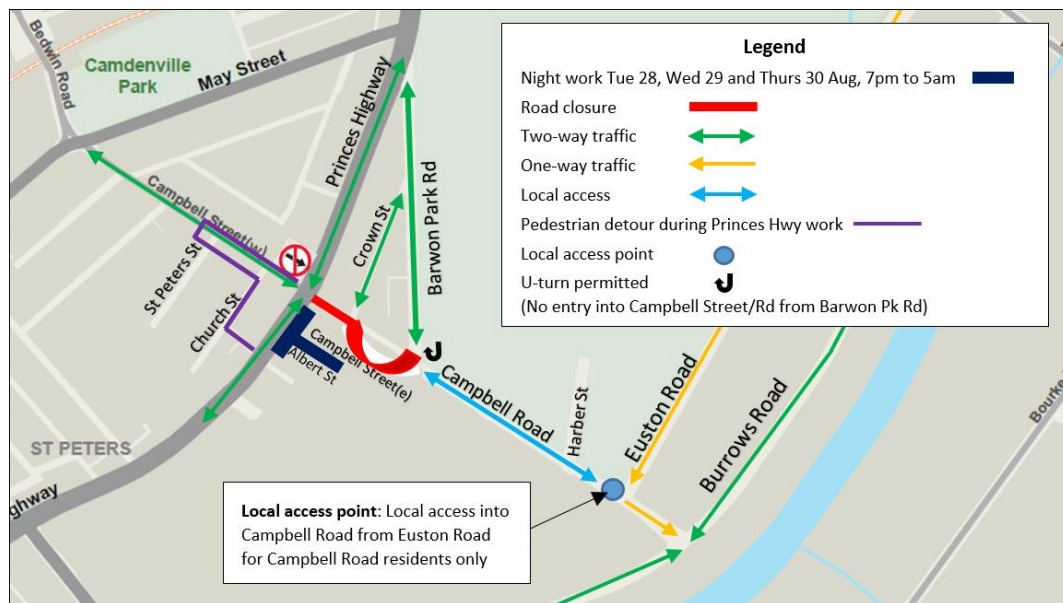 Bedwin Road
Camdenville
Park
May Street
Princes Highway
Campbell Street(w)
St Peters St
Church St
Crown St
Barwon Park Rd
Albert St
Campbell Street(e)
Campbell Road
Harber St
Euston Road
Burrows Road
ST PETERS
ghway
Bourke
Legend
Night work Tue 28, Wed 29 and Thurs 30 Aug, 7pm to 5am
Road closure
Two-way traffic
One-way traffic
Local access
Pedestrian detour during Princes Hwy work
Local access point
U-turn permitted
(No entry into Campbell Street/Rd from Barwon Pk Rd)
Local access point: Local access into
Campbell Road from Euston Road
for Campbell Road residents only